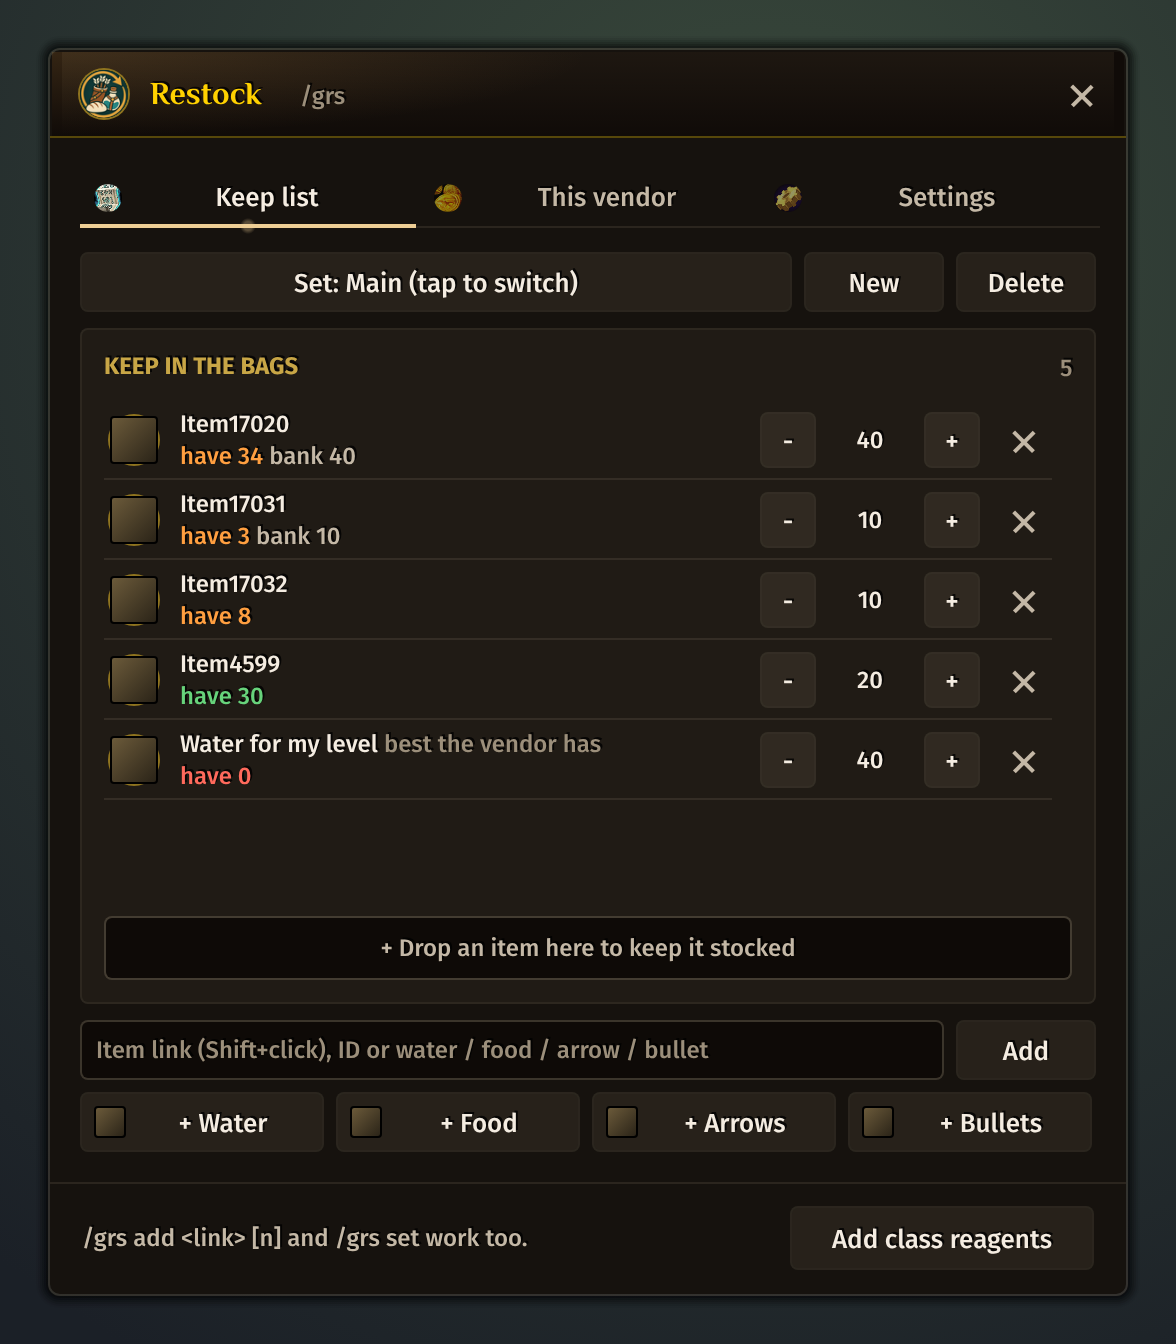 Restock /grs
Keep list This vendor Settings
Set: Main (tap to switch) New Delete
KEEP IN THE BAGS 5
Item17020
have 34 bank 40
- 40 +
Item17031
have 3 bank 10
- 10 +
Item17032
have 8
- 10 +
Item4599
have 30
- 20 +
Water for my level best the vendor has
have 0
- 40 +
+ Drop an item here to keep it stocked
Item link (Shift+click), ID or water / food / arrow / bullet Add
+ Water + Food + Arrows + Bullets
/grs add <link> [n] and /grs set work too. Add class reagents